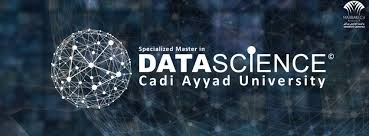 Specialized Master in
DATASCIENCE©
Cadi Ayyad University